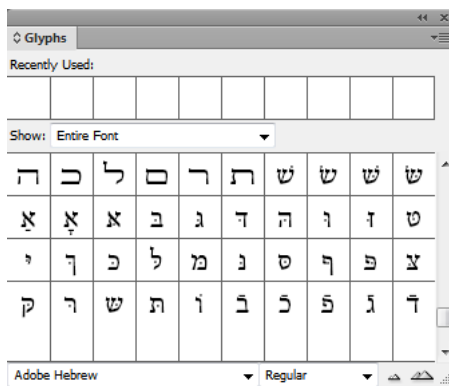 Glyphs
Recently Used:
Show: Entire Font
ﬣ ﬤ ﬥ ﬦ ﬧ ﬨ שׁ שׂ שּׁ שּׂ
אַ אָ אּ בּ גּ דּ הּ וּ זּ טּ
יּ ךּ כּ לּ מּ נּ סּ ףּ פּ צּ
קּ רּ שּ תּ וֹ בֿ כֿ פֿ גֿ דֿ
Adobe Hebrew Regular